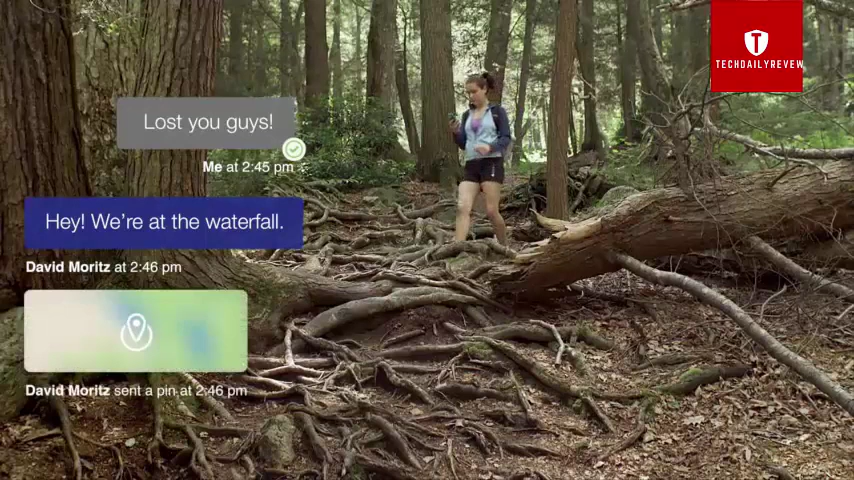 TECHDAILYREVEW
Lost you guys!
Me at 2:45 pm
Hey! We're at the waterfall.
David Moritz at 2:46 pm
David Moritz sent a pin at 2:46 pm